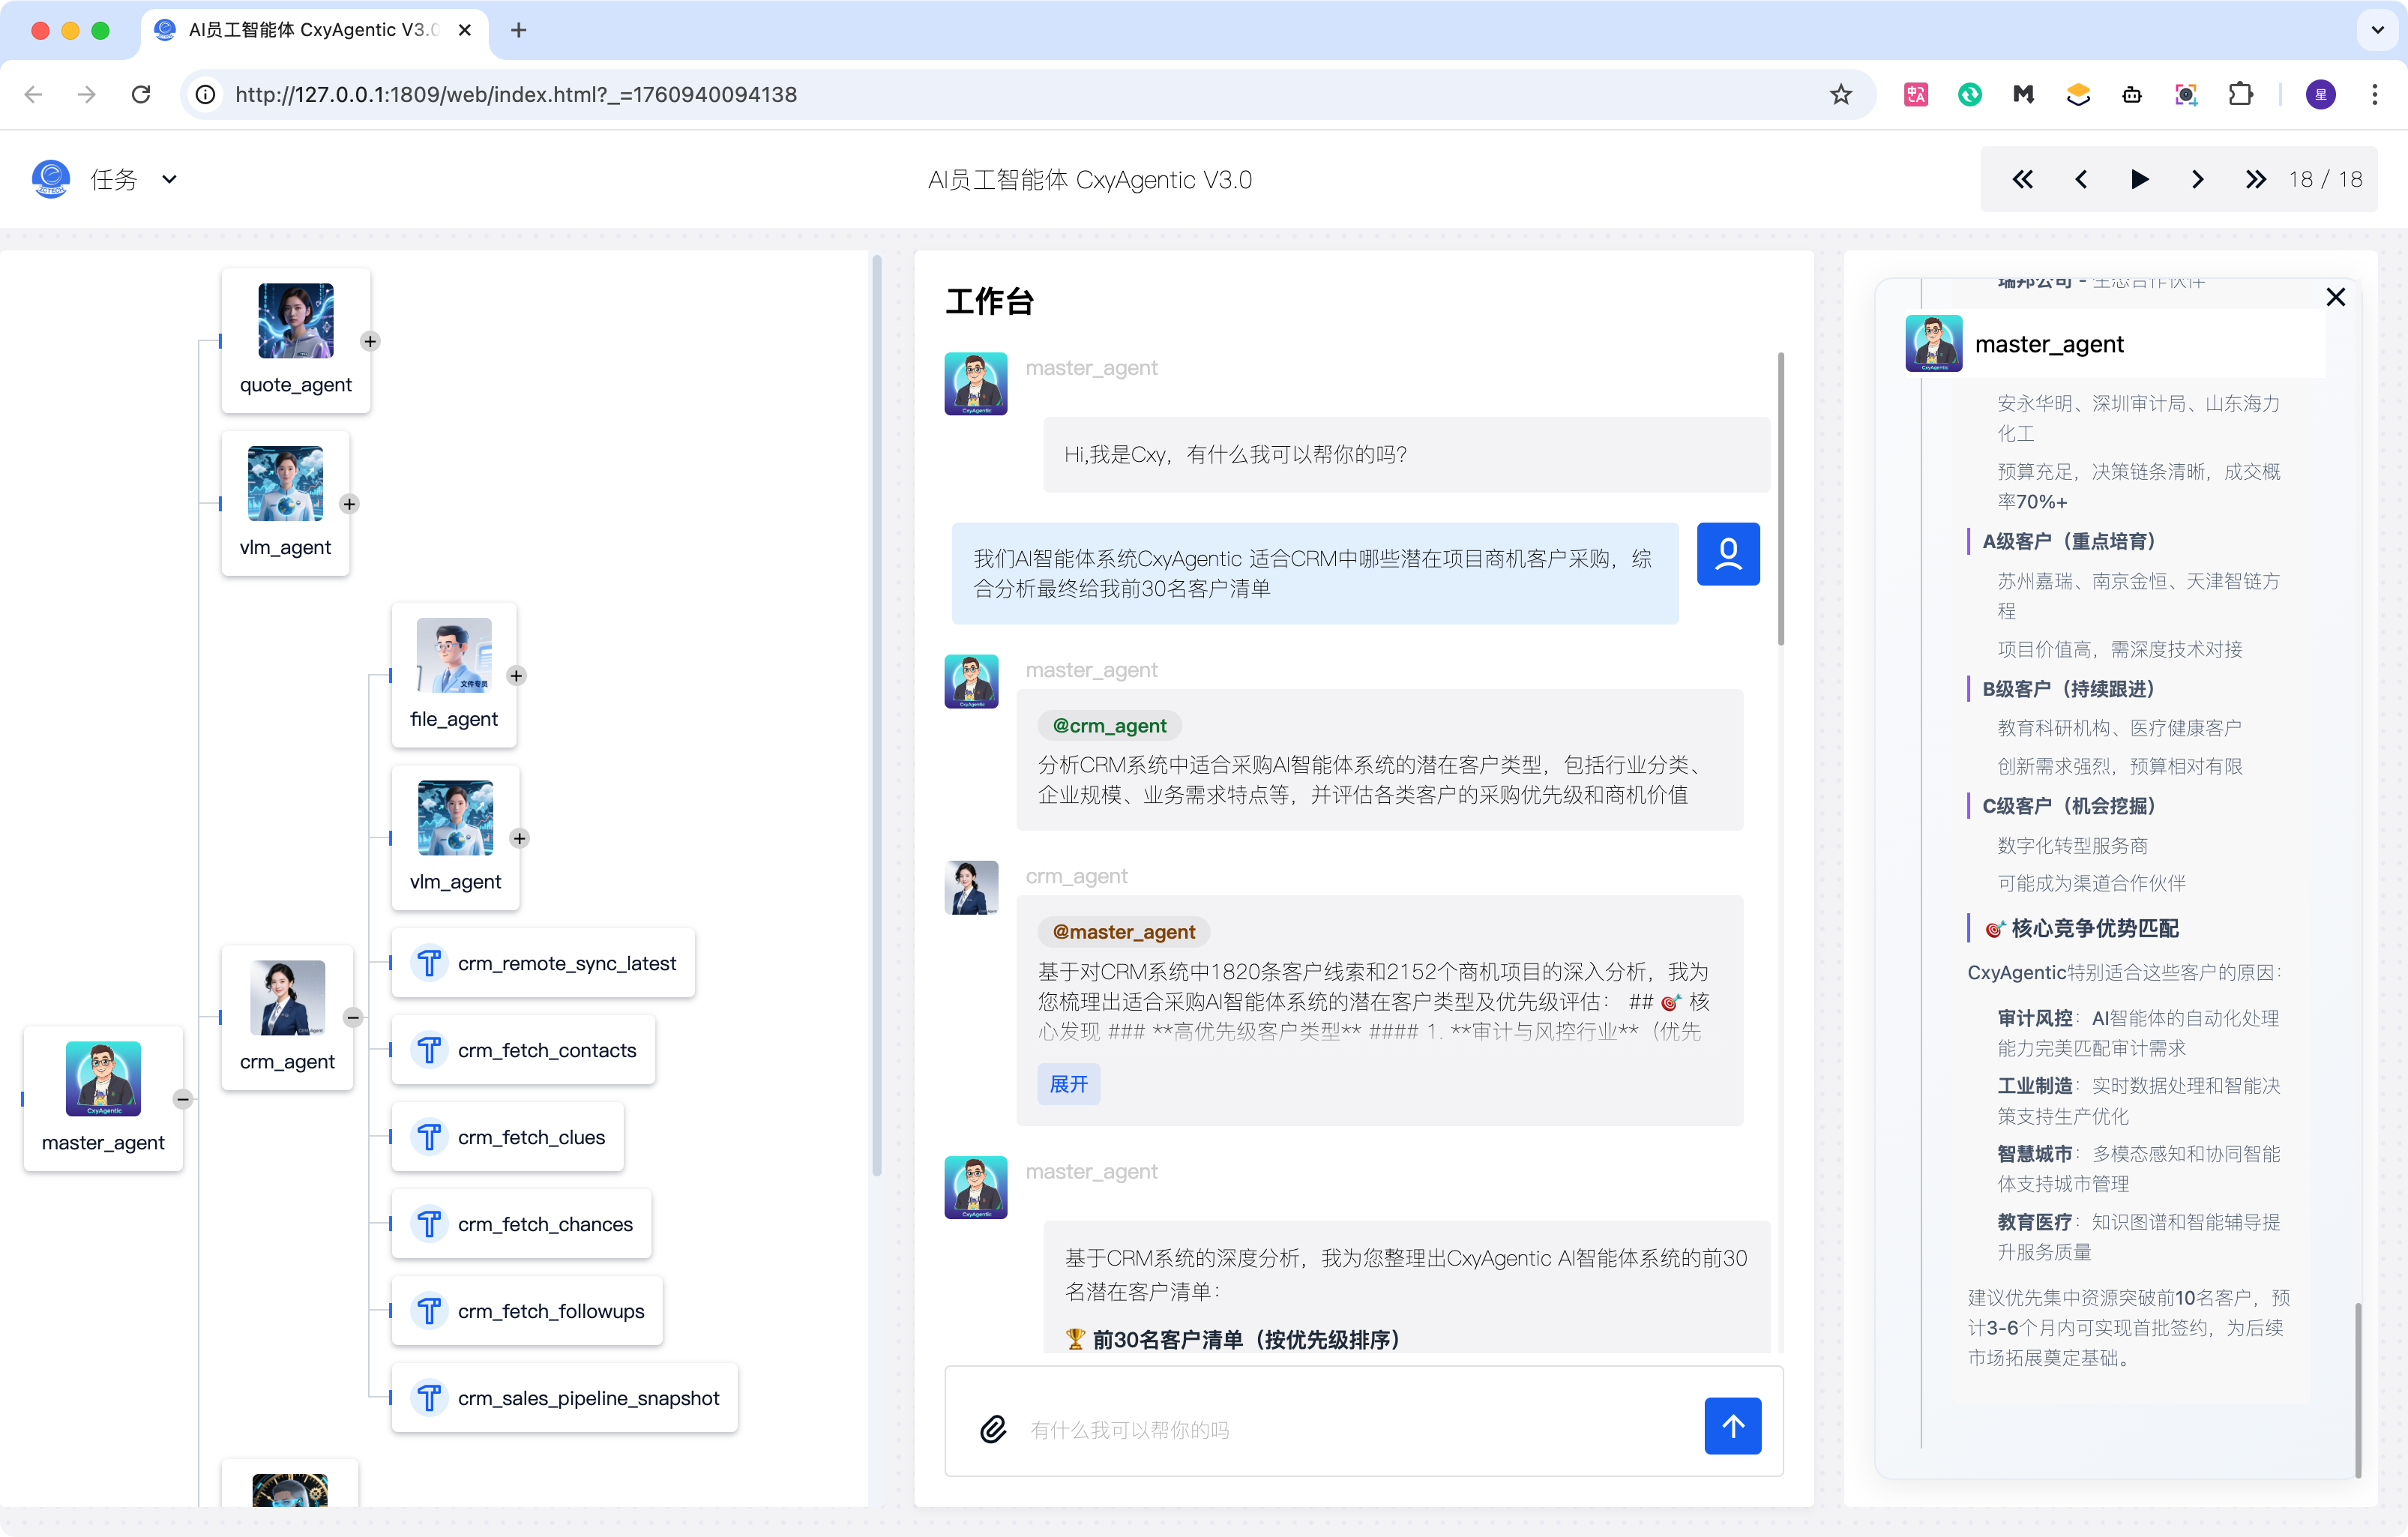 AI员工智能体 CxyAgentic V3.0
http://127.0.0.1:1809/web/index.html?_=1760940094138
星
任务
AI员工智能体 CxyAgentic V3.0
18 / 18
quote_agent
vlm_agent
文件专员
file_agent
vlm_agent
crm_remote_sync_latest
crm_agent
crm_fetch_contacts
CxyAgentic
master_agent
crm_fetch_clues
crm_fetch_chances
crm_fetch_followups
crm_sales_pipeline_snapshot
工作台
master_agent
CxyAgentic
Hi,我是Cxy，有什么我可以帮你的吗?
我们AI智能体系统CxyAgentic 适合CRM中哪些潜在项目商机客户采购，综
合分析最终给我前30名客户清单
master_agent
CxyAgentic
@crm_agent
分析CRM系统中适合采购AI智能体系统的潜在客户类型，包括行业分类、
企业规模、业务需求特点等，并评估各类客户的采购优先级和商机价值
crm_agent
@master_agent
基于对CRM系统中1820条客户线索和2152个商机项目的深入分析，我为
您梳理出适合采购AI智能体系统的潜在客户类型及优先级评估： ## 🎯 核
心发现 ### **高优先级客户类型** #### 1. **审计与风控行业**（优先
展开
master_agent
CxyAgentic
基于CRM系统的深度分析，我为您整理出CxyAgentic AI智能体系统的前30
名潜在客户清单：
🏆 前30名客户清单（按优先级排序）
有什么我可以帮你的吗
瑞邦公司 - 生态合作伙伴
master_agent
CxyAgentic
安永华明、深圳审计局、山东海力
化工
预算充足，决策链条清晰，成交概
率70%+
A级客户（重点培育）
苏州嘉瑞、南京金恒、天津智链方
程
项目价值高，需深度技术对接
B级客户（持续跟进）
教育科研机构、医疗健康客户
创新需求强烈，预算相对有限
C级客户（机会挖掘）
数字化转型服务商
可能成为渠道合作伙伴
🎯 核心竞争优势匹配
CxyAgentic特别适合这些客户的原因：
审计风控：AI智能体的自动化处理
能力完美匹配审计需求
工业制造：实时数据处理和智能决
策支持生产优化
智慧城市：多模态感知和协同智能
体支持城市管理
教育医疗：知识图谱和智能辅导提
升服务质量
建议优先集中资源突破前10名客户，预
计3-6个月内可实现首批签约，为后续
市场拓展奠定基础。